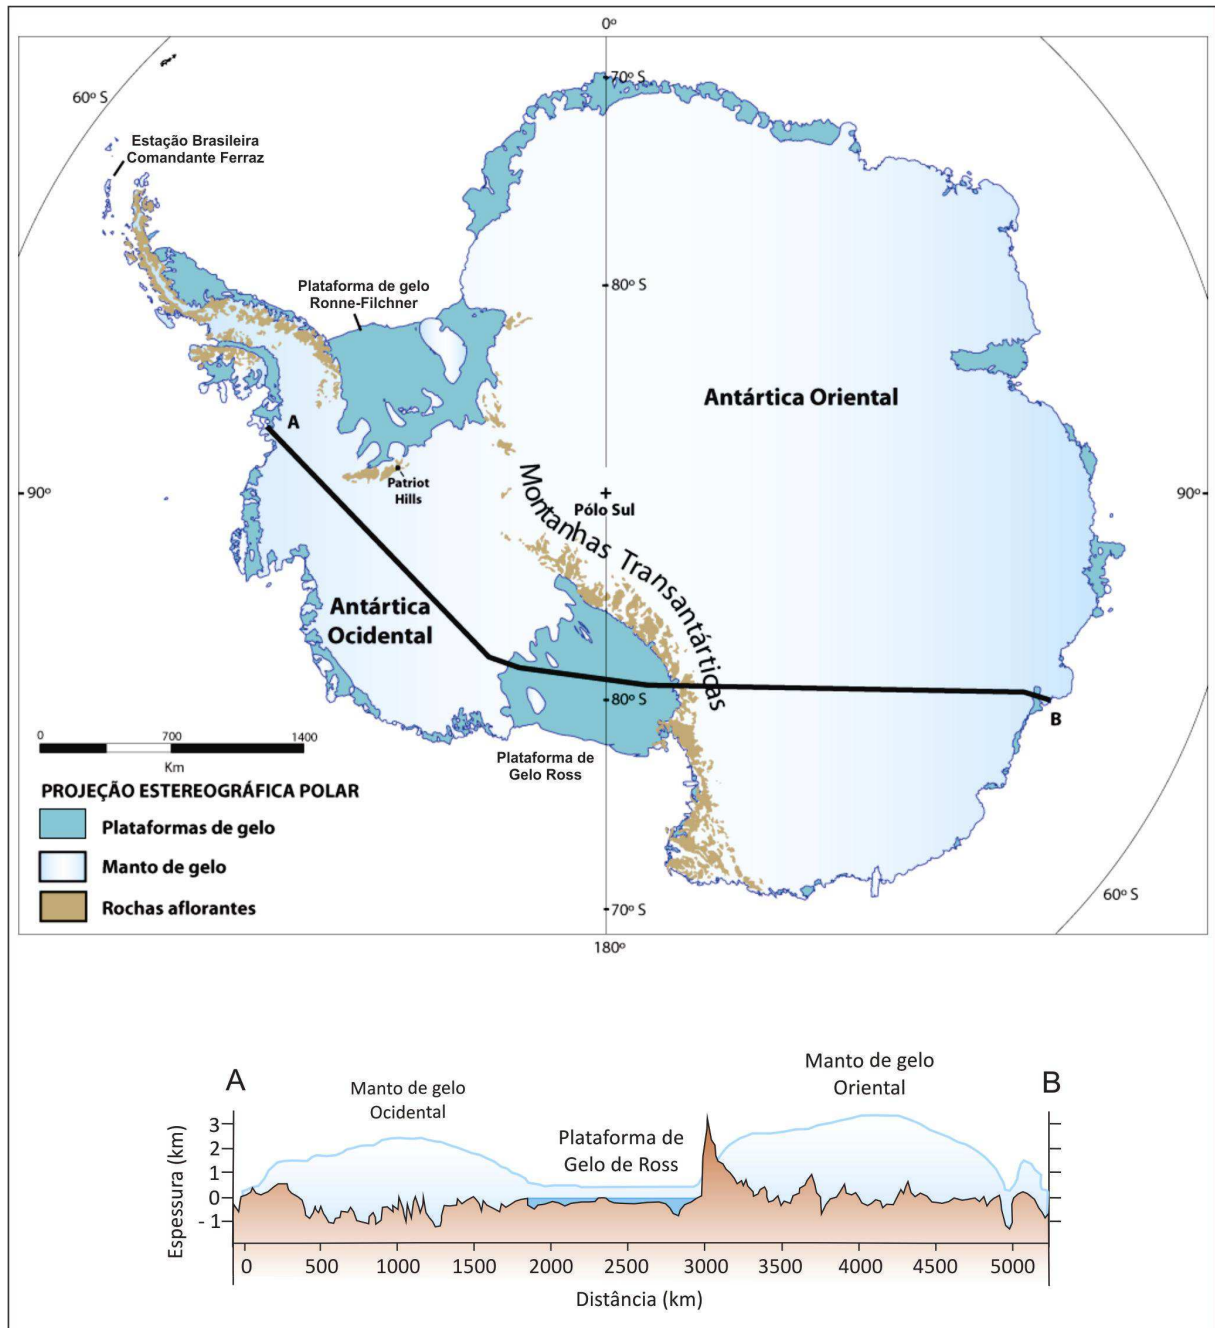 0º
70º S
60º S
Estação Brasileira
Comandante Ferraz
Plataforma de gelo
Ronne-Filchner
80º S
Antártica Oriental
A
Patriot
Hills
90º
Pólo Sul
90º
Montanhas Transantárticas
Antártica
Ocidental
80º S
B
0 700 1400
Km
Plataforma de
Gelo Ross
PROJEÇÃO ESTEREOGRÁFICA POLAR
Plataformas de gelo
Manto de gelo
Rochas aflorantes
70º S
60º S
180º
A
Manto de gelo
Ocidental
Manto de gelo
Oriental
B
Plataforma de
Gelo de Ross
Espessura (km)
3
2
1
0
- 1
0 500 1000 1500 2000 2500 3000 3500 4000 4500 5000
Distância (km)